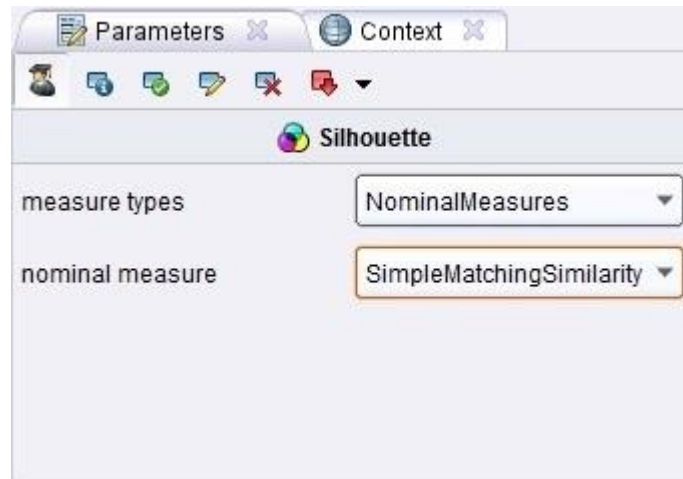 Parameters Context
Silhouette
measure types NominalMeasures
nominal measure SimpleMatchingSimilarity